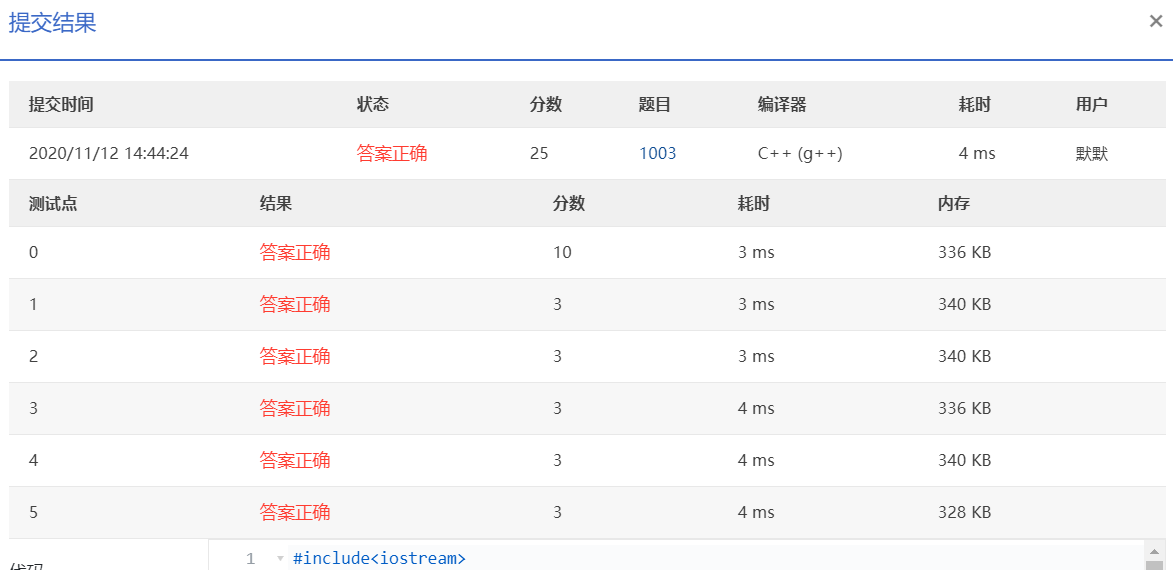 提交结果 ×
提交时间 状态 分数 题目 编译器 耗时 用户
2020/11/12 14:44:24 答案正确 25 1003 C++ (g++) 4 ms 默默
测试点 结果 分数 耗时 内存
0 答案正确 10 3 ms 336 KB
1 答案正确 3 3 ms 340 KB
2 答案正确 3 3 ms 340 KB
3 答案正确 3 4 ms 336 KB
4 答案正确 3 4 ms 340 KB
5 答案正确 3 4 ms 328 KB
代码 1 #include<iostream>